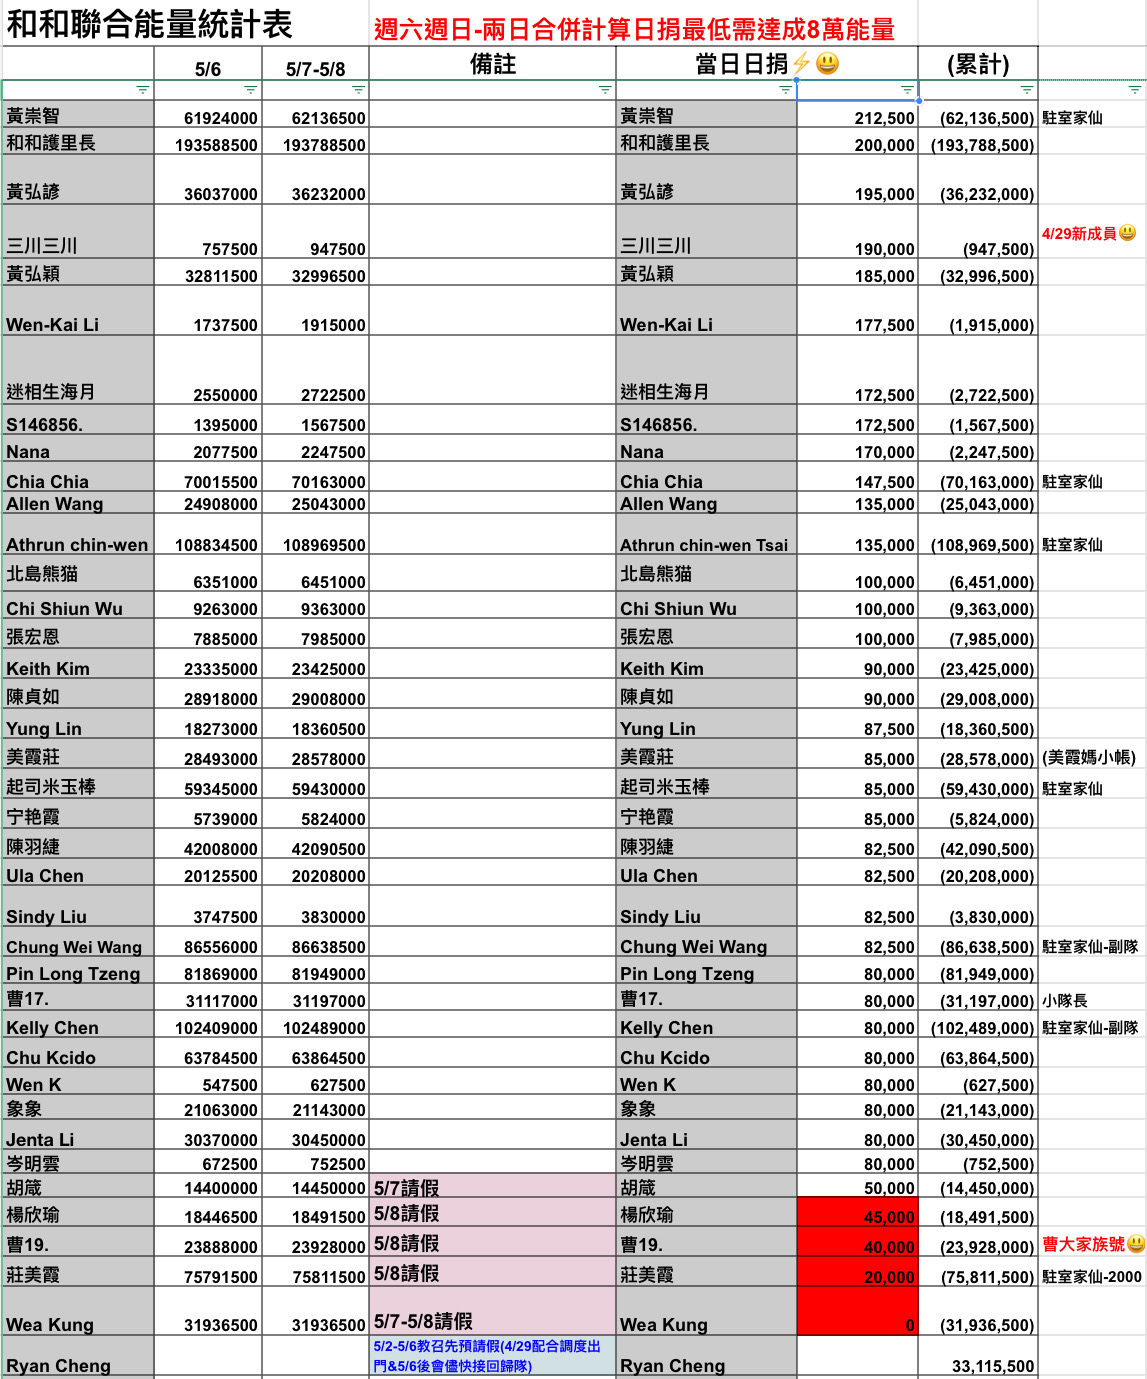 和和聯合能量統計表 週六週日-兩日合併計算日捐最低需達成8萬能量
5/6 5/7-5/8 備註 當日日捐⚡😃 (累計)
黃崇智 61924000 62136500 黃崇智 212,500 (62,136,500) 駐室家仙
和和護里長 193588500 193788500 和和護里長 200,000 (193,788,500)
黃弘諺 36037000 36232000 黃弘諺 195,000 (36,232,000)
三川三川 757500 947500 三川三川 190,000 (947,500) 4/29新成員😃
黃弘穎 32811500 32996500 黃弘穎 185,000 (32,996,500)
Wen-Kai Li 1737500 1915000 Wen-Kai Li 177,500 (1,915,000)
迷相生海月 2550000 2722500 迷相生海月 172,500 (2,722,500)
S146856. 1395000 1567500 S146856. 172,500 (1,567,500)
Nana 2077500 2247500 Nana 170,000 (2,247,500)
Chia Chia 70015500 70163000 Chia Chia 147,500 (70,163,000) 駐室家仙
Allen Wang 24908000 25043000 Allen Wang 135,000 (25,043,000)
Athrun chin-wen 108834500 108969500 Athrun chin-wen Tsai 135,000 (108,969,500) 駐室家仙
北島熊猫 6351000 6451000 北島熊猫 100,000 (6,451,000)
Chi Shiun Wu 9263000 9363000 Chi Shiun Wu 100,000 (9,363,000)
張宏恩 7885000 7985000 張宏恩 100,000 (7,985,000)
Keith Kim 23335000 23425000 Keith Kim 90,000 (23,425,000)
陳貞如 28918000 29008000 陳貞如 90,000 (29,008,000)
Yung Lin 18273000 18360500 Yung Lin 87,500 (18,360,500)
美霞莊 28493000 28578000 美霞莊 85,000 (28,578,000) (美霞媽小帳)
起司米玉棒 59345000 59430000 起司米玉棒 85,000 (59,430,000) 駐室家仙
宁艳霞 5739000 5824000 宁艳霞 85,000 (5,824,000)
陳羽緁 42008000 42090500 陳羽緁 82,500 (42,090,500)
Ula Chen 20125500 20208000 Ula Chen 82,500 (20,208,000)
Sindy Liu 3747500 3830000 Sindy Liu 82,500 (3,830,000)
Chung Wei Wang 86556000 86638500 Chung Wei Wang 82,500 (86,638,500) 駐室家仙-副隊
Pin Long Tzeng 81869000 81949000 Pin Long Tzeng 80,000 (81,949,000)
曹17. 31117000 31197000 曹17. 80,000 (31,197,000) 小隊長
Kelly Chen 102409000 102489000 Kelly Chen 80,000 (102,489,000) 駐室家仙-副隊
Chu Kcido 63784500 63864500 Chu Kcido 80,000 (63,864,500)
Wen K 547500 627500 Wen K 80,000 (627,500)
象象 21063000 21143000 象象 80,000 (21,143,000)
Jenta Li 30370000 30450000 Jenta Li 80,000 (30,450,000)
岑明雲 672500 752500 岑明雲 80,000 (752,500)
胡箴 14400000 14450000 5/7請假 胡箴 50,000 (14,450,000)
楊欣瑜 18446500 18491500 5/8請假 楊欣瑜 45,000 (18,491,500)
曹19. 23888000 23928000 5/8請假 曹19. 40,000 (23,928,000) 曹大家族號😃
莊美霞 75791500 75811500 5/8請假 莊美霞 20,000 (75,811,500) 駐室家仙-2000
Wea Kung 31936500 31936500 5/7-5/8請假 Wea Kung 0 (31,936,500)
5/2-5/6教召先預請假(4/29配合調度出
門&5/6後會儘快接回歸隊)
Ryan Cheng Ryan Cheng 33,115,500